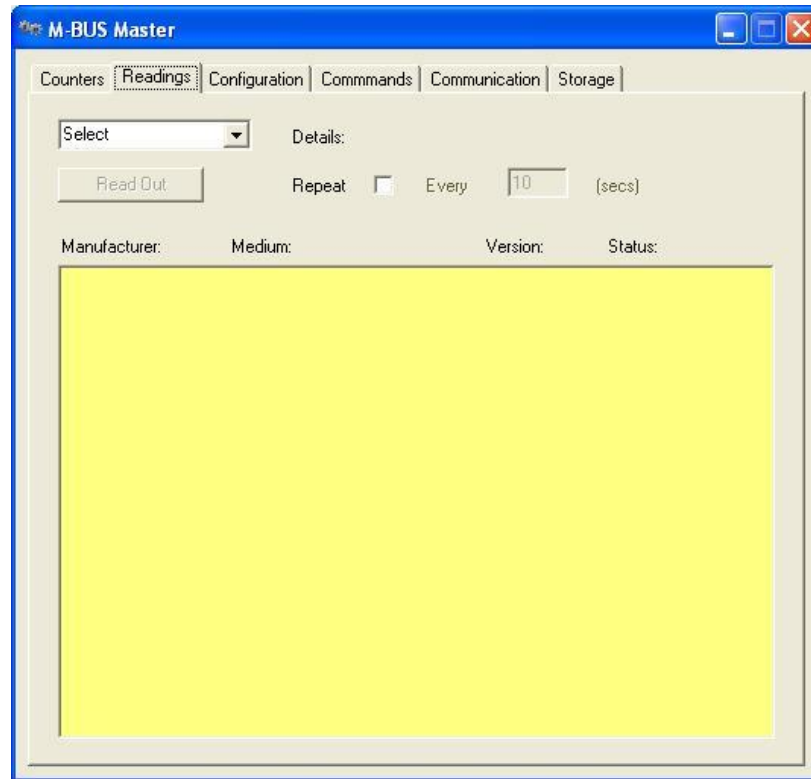 M-BUS Master
Counters Readings Configuration Commmands Communication Storage
Select Details:
Read Out Repeat Every 10 (secs)
Manufacturer: Medium: Version: Status: